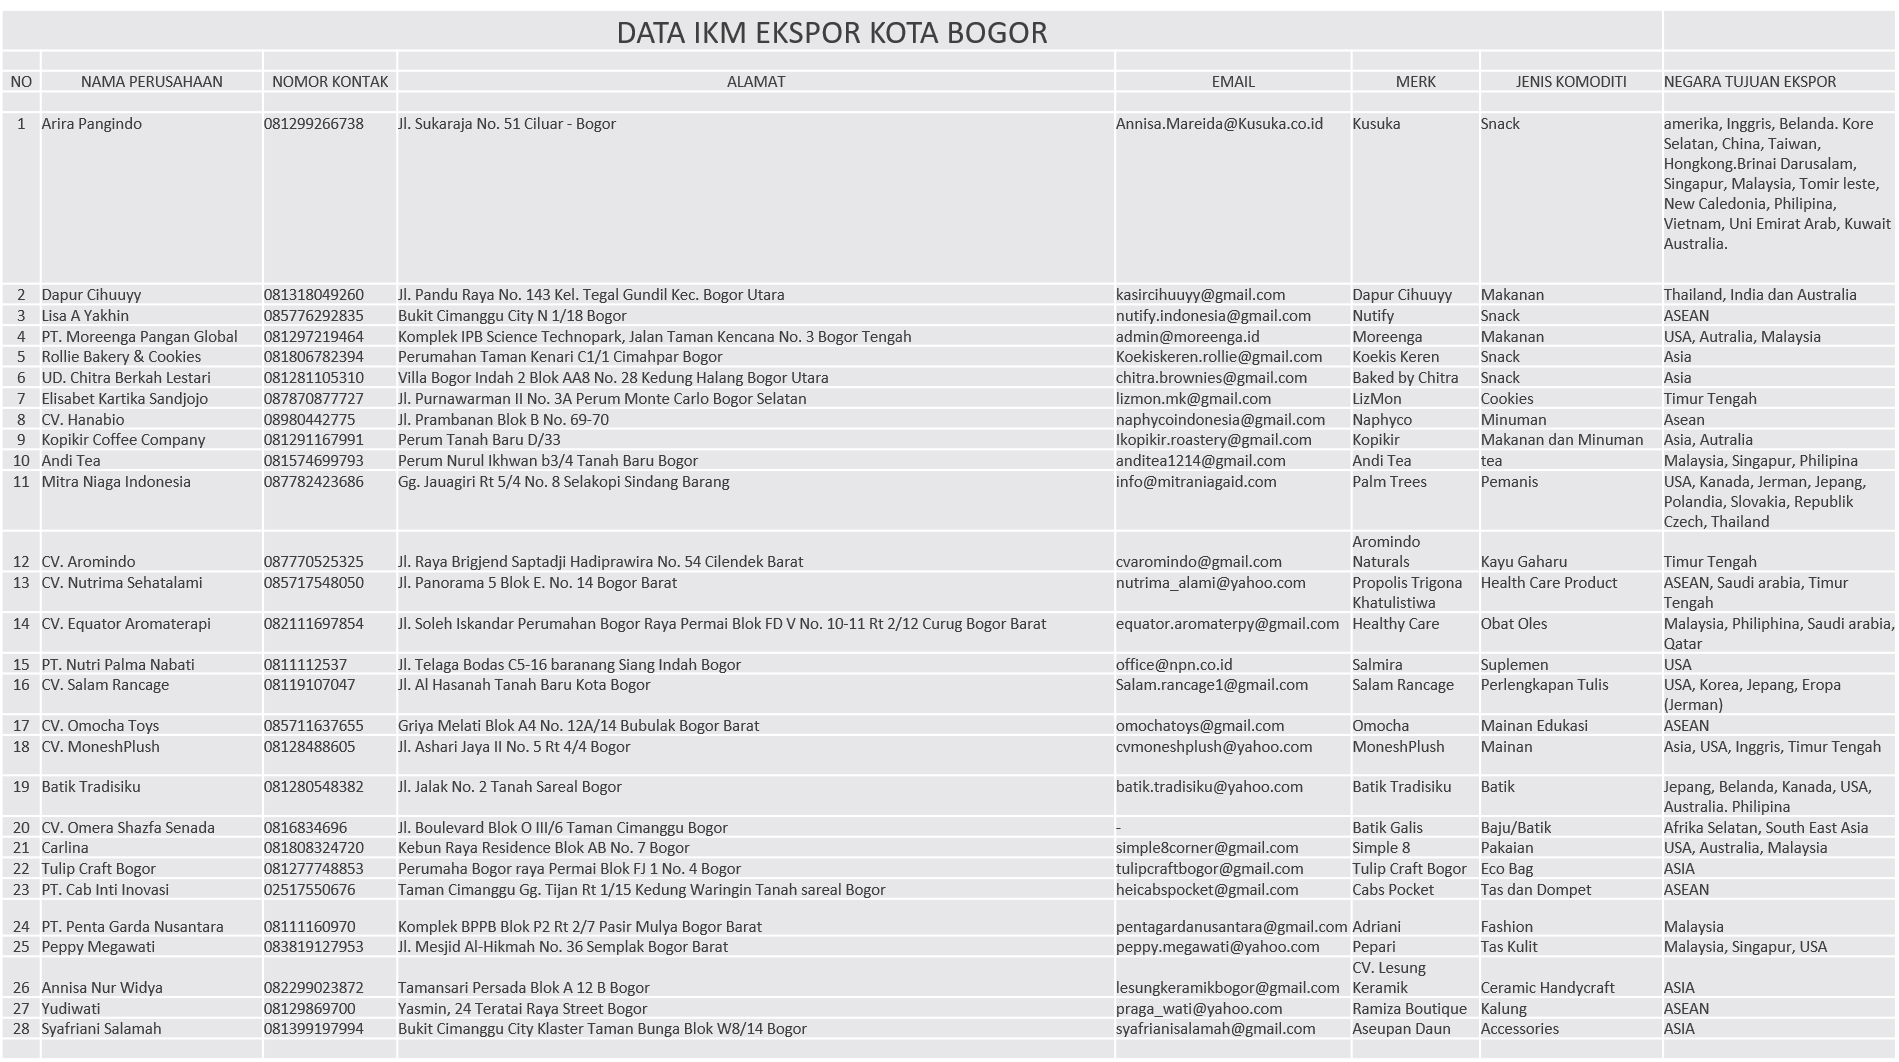 DATA IKM EKSPOR KOTA BOGOR
NO NAMA PERUSAHAAN NOMOR KONTAK ALAMAT EMAIL MERK JENIS KOMODITI NEGARA TUJUAN EKSPOR
1 Arira Pangindo 081299266738 Jl. Sukaraja No. 51 Ciluar - Bogor Annisa.Mareida@Kusuka.co.id Kusuka Snack amerika, Inggris, Belanda. Kore
Selatan, China, Taiwan,
Hongkong.Brinai Darusalam,
Singapur, Malaysia, Tomir leste,
New Caledonia, Philipina,
Vietnam, Uni Emirat Arab, Kuwait
Australia.
2 Dapur Cihuuyy 081318049260 Jl. Pandu Raya No. 143 Kel. Tegal Gundil Kec. Bogor Utara kasircihuuyy@gmail.com Dapur Cihuuyy Makanan Thailand, India dan Australia
3 Lisa A Yakhin 085776292835 Bukit Cimanggu City N 1/18 Bogor nutify.indonesia@gmail.com Nutify Snack ASEAN
4 PT. Moreenga Pangan Global 081297219464 Komplek IPB Science Technopark, Jalan Taman Kencana No. 3 Bogor Tengah admin@moreenga.id Moreenga Makanan USA, Autralia, Malaysia
5 Rollie Bakery & Cookies 081806782394 Perumahan Taman Kenari C1/1 Cimahpar Bogor Koekiskeren.rollie@gmail.com Koekis Keren Snack Asia
6 UD. Chitra Berkah Lestari 081281105310 Villa Bogor Indah 2 Blok AA8 No. 28 Kedung Halang Bogor Utara chitra.brownies@gmail.com Baked by Chitra Snack Asia
7 Elisabet Kartika Sandjojo 087870877727 Jl. Purnawarman II No. 3A Perum Monte Carlo Bogor Selatan lizmon.mk@gmail.com LizMon Cookies Timur Tengah
8 CV. Hanabio 08980442775 Jl. Prambanan Blok B No. 69-70 naphycoindonesia@gmail.com Naphyco Minuman Asean
9 Kopikir Coffee Company 081291167991 Perum Tanah Baru D/33 Ikopikir.roastery@gmail.com Kopikir Makanan dan Minuman Asia, Autralia
10 Andi Tea 081574699793 Perum Nurul Ikhwan b3/4 Tanah Baru Bogor anditea1214@gmail.com Andi Tea tea Malaysia, Singapur, Philipina
11 Mitra Niaga Indonesia 087782423686 Gg. Jauagiri Rt 5/4 No. 8 Selakopi Sindang Barang info@mitraniagaid.com Palm Trees Pemanis USA, Kanada, Jerman, Jepang,
Polandia, Slovakia, Republik
Czech, Thailand
Aromindo
12 CV. Aromindo 087770525325 Jl. Raya Brigjend Saptadji Hadiprawira No. 54 Cilendek Barat cvaromindo@gmail.com Naturals Kayu Gaharu Timur Tengah
13 CV. Nutrima Sehatalami 085717548050 Jl. Panorama 5 Blok E. No. 14 Bogor Barat nutrima_alami@yahoo.com Propolis Trigona Health Care Product ASEAN, Saudi arabia, Timur
Khatulistiwa Tengah
14 CV. Equator Aromaterapi 082111697854 Jl. Soleh Iskandar Perumahan Bogor Raya Permai Blok FD V No. 10-11 Rt 2/12 Curug Bogor Barat equator.aromaterpy@gmail.com Healthy Care Obat Oles Malaysia, Philiphina, Saudi arabia,
Qatar
15 PT. Nutri Palma Nabati 0811112537 Jl. Telaga Bodas C5-16 baranang Siang Indah Bogor office@npn.co.id Salmira Suplemen USA
16 CV. Salam Rancage 08119107047 Jl. Al Hasanah Tanah Baru Kota Bogor Salam.rancage1@gmail.com Salam Rancage Perlengkapan Tulis USA, Korea, Jepang, Eropa
(Jerman)
17 CV. Omocha Toys 085711637655 Griya Melati Blok A4 No. 12A/14 Bubulak Bogor Barat omochatoys@gmail.com Omocha Mainan Edukasi ASEAN
18 CV. MoneshPlush 08128488605 Jl. Ashari Jaya II No. 5 Rt 4/4 Bogor cvmoneshplush@yahoo.com MoneshPlush Mainan Asia, USA, Inggris, Timur Tengah
19 Batik Tradisiku 081280548382 Jl. Jalak No. 2 Tanah Sareal Bogor batik.tradisiku@yahoo.com Batik Tradisiku Batik Jepang, Belanda, Kanada, USA,
Australia. Philipina
20 CV. Omera Shazfa Senada 0816834696 Jl. Boulevard Blok O III/6 Taman Cimanggu Bogor - Batik Galis Baju/Batik Afrika Selatan, South East Asia
21 Carlina 081808324720 Kebun Raya Residence Blok AB No. 7 Bogor simple8corner@gmail.com Simple 8 Pakaian USA, Australia, Malaysia
22 Tulip Craft Bogor 081277748853 Perumaha Bogor raya Permai Blok FJ 1 No. 4 Bogor tulipcraftbogor@gmail.com Tulip Craft Bogor Eco Bag ASIA
23 PT. Cab Inti Inovasi 02517550676 Taman Cimanggu Gg. Tijan Rt 1/15 Kedung Waringin Tanah sareal Bogor heicabspocket@gmail.com Cabs Pocket Tas dan Dompet ASEAN
24 PT. Penta Garda Nusantara 08111160970 Komplek BPPB Blok P2 Rt 2/7 Pasir Mulya Bogor Barat pentagardanusantara@gmail.com Adriani Fashion Malaysia
25 Peppy Megawati 083819127953 Jl. Mesjid Al-Hikmah No. 36 Semplak Bogor Barat peppy.megawati@yahoo.com Pepari Tas Kulit Malaysia, Singapur, USA
CV. Lesung
26 Annisa Nur Widya 082299023872 Tamansari Persada Blok A 12 B Bogor lesungkeramikbogor@gmail.com Keramik Ceramic Handycraft ASIA
27 Yudiwati 08129869700 Yasmin, 24 Teratai Raya Street Bogor praga_wati@yahoo.com Ramiza Boutique Kalung ASEAN
28 Syafriani Salamah 081399197994 Bukit Cimanggu City Klaster Taman Bunga Blok W8/14 Bogor syafrianisalamah@gmail.com Aseupan Daun Accessories ASIA